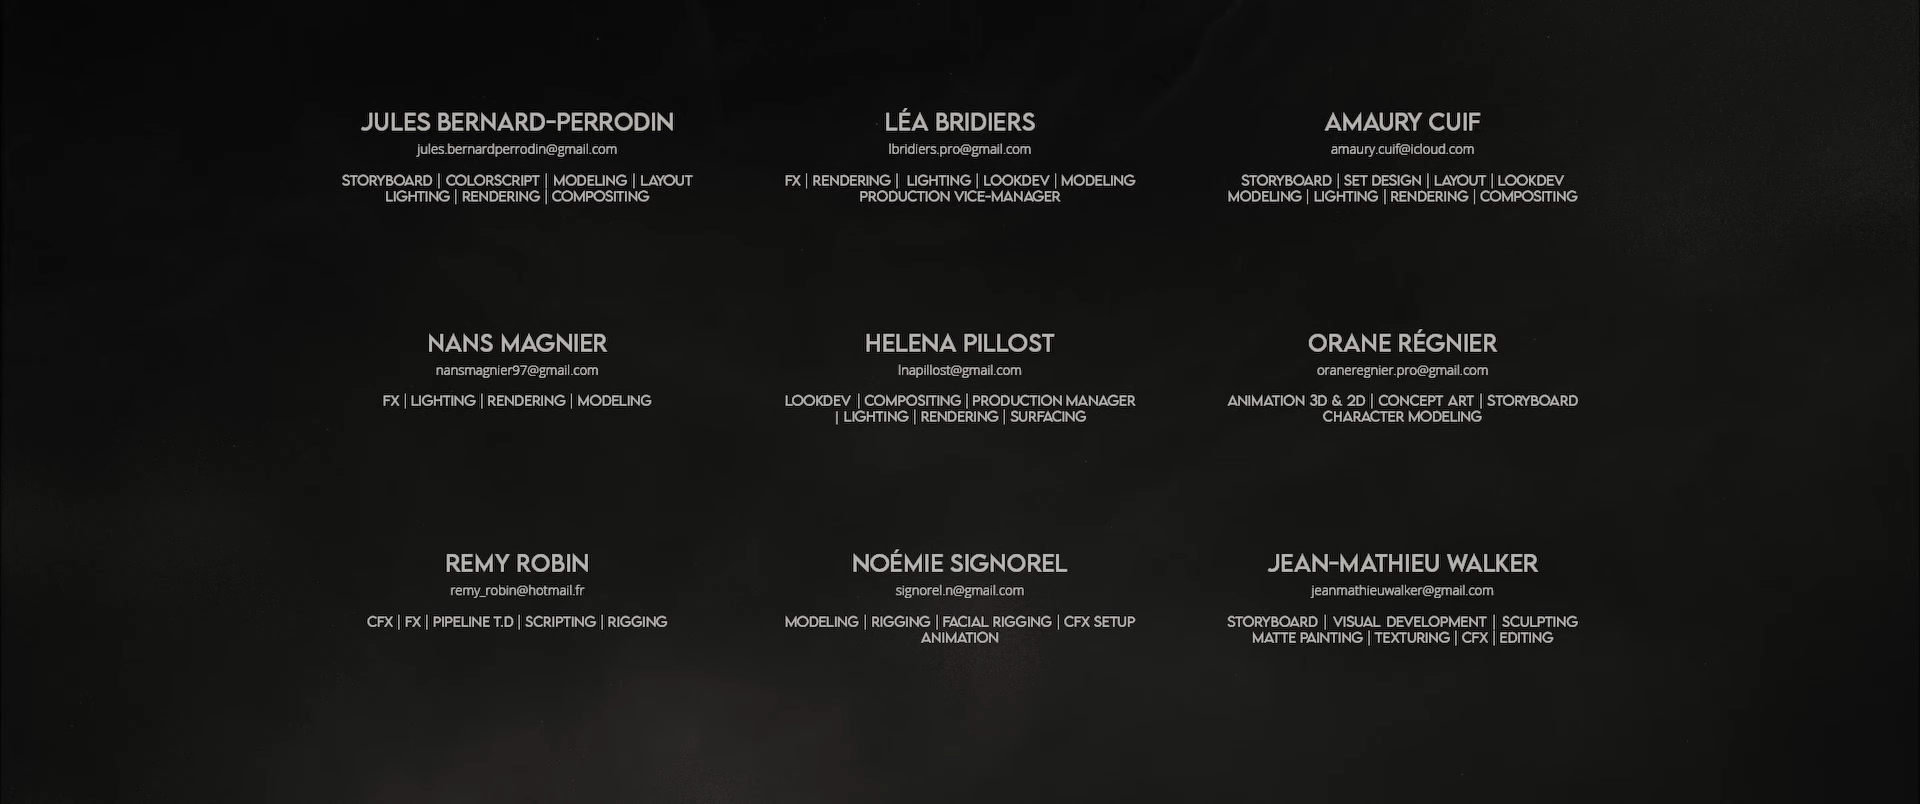 JULES BERNARD-PERRODIN
jules.bernardperrodin@gmail.com
STORYBOARD | COLORSCRIPT | MODELING | LAYOUT
LIGHTING | RENDERING | COMPOSITING
LÉA BRIDIERS
lbridiers.pro@gmail.com
FX | RENDERING | LIGHTING | LOOKDEV | MODELING
PRODUCTION VICE-MANAGER
AMAURY CUIF
amaury.cuif@icloud.com
STORYBOARD | SET DESIGN | LAYOUT | LOOKDEV
MODELING | LIGHTING | RENDERING | COMPOSITING
NANS MAGNIER
nansmagnier97@gmail.com
FX | LIGHTING | RENDERING | MODELING
HELENA PILLOST
lnapillost@gmail.com
LOOKDEV | COMPOSITING | PRODUCTION MANAGER
| LIGHTING | RENDERING | SURFACING
ORANE RÉGNIER
oraneregnier.pro@gmail.com
ANIMATION 3D & 2D | CONCEPT ART | STORYBOARD
CHARACTER MODELING
REMY ROBIN
remy_robin@hotmail.fr
CFX | FX | PIPELINE T.D | SCRIPTING | RIGGING
NOÉMIE SIGNOREL
signorel.n@gmail.com
MODELING | RIGGING | FACIAL RIGGING | CFX SETUP
ANIMATION
JEAN-MATHIEU WALKER
jeanmathieuwalker@gmail.com
STORYBOARD | VISUAL DEVELOPMENT | SCULPTING
MATTE PAINTING | TEXTURING | CFX | EDITING